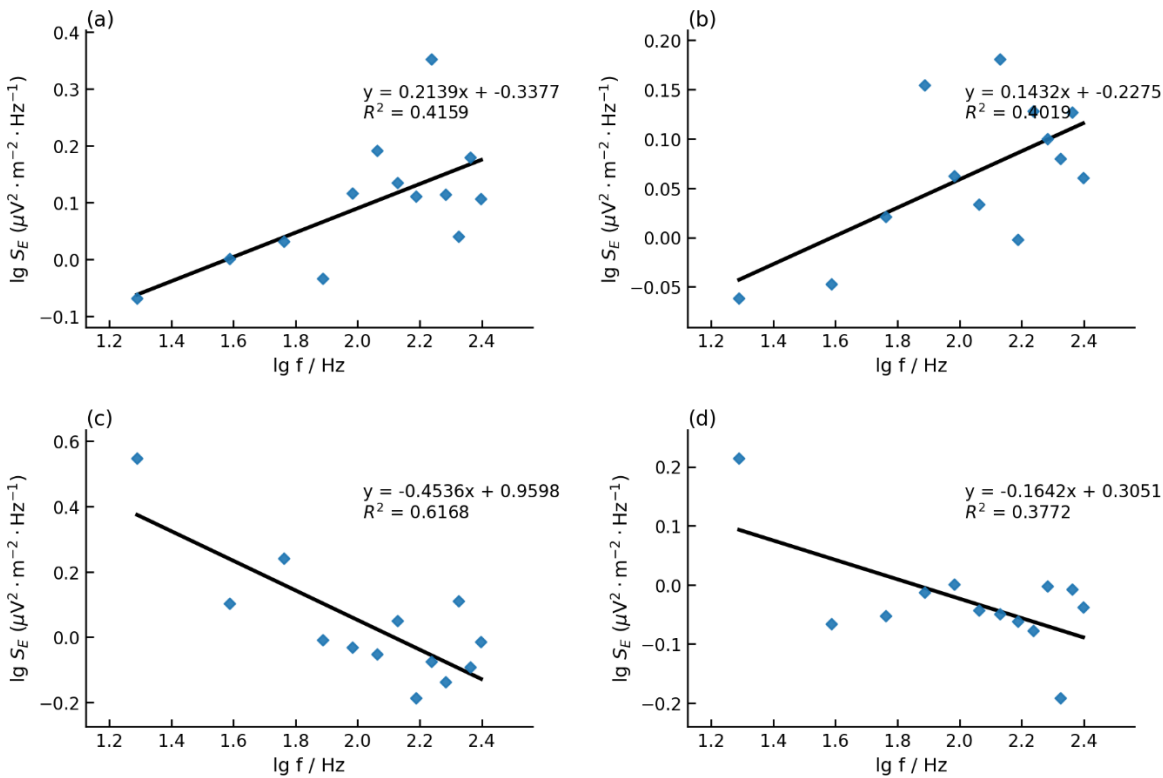 (a)
0.4
0.3
0.2
0.1
0.0
−0.1
lg S_E (μV² · m⁻² · Hz⁻¹)
y = 0.2139x + -0.3377
R² = 0.4159
1.2 1.4 1.6 1.8 2.0 2.2 2.4
lg f / Hz
(b)
0.20
0.15
0.10
0.05
0.00
−0.05
lg S_E (μV² · m⁻² · Hz⁻¹)
y = 0.1432x + -0.2275
R² = 0.4019
1.2 1.4 1.6 1.8 2.0 2.2 2.4
lg f / Hz
(c)
0.6
0.4
0.2
0.0
−0.2
lg S_E (μV² · m⁻² · Hz⁻¹)
y = -0.4536x + 0.9598
R² = 0.6168
1.2 1.4 1.6 1.8 2.0 2.2 2.4
lg f / Hz
(d)
0.2
0.1
0.0
−0.1
−0.2
lg S_E (μV² · m⁻² · Hz⁻¹)
y = -0.1642x + 0.3051
R² = 0.3772
1.2 1.4 1.6 1.8 2.0 2.2 2.4
lg f / Hz